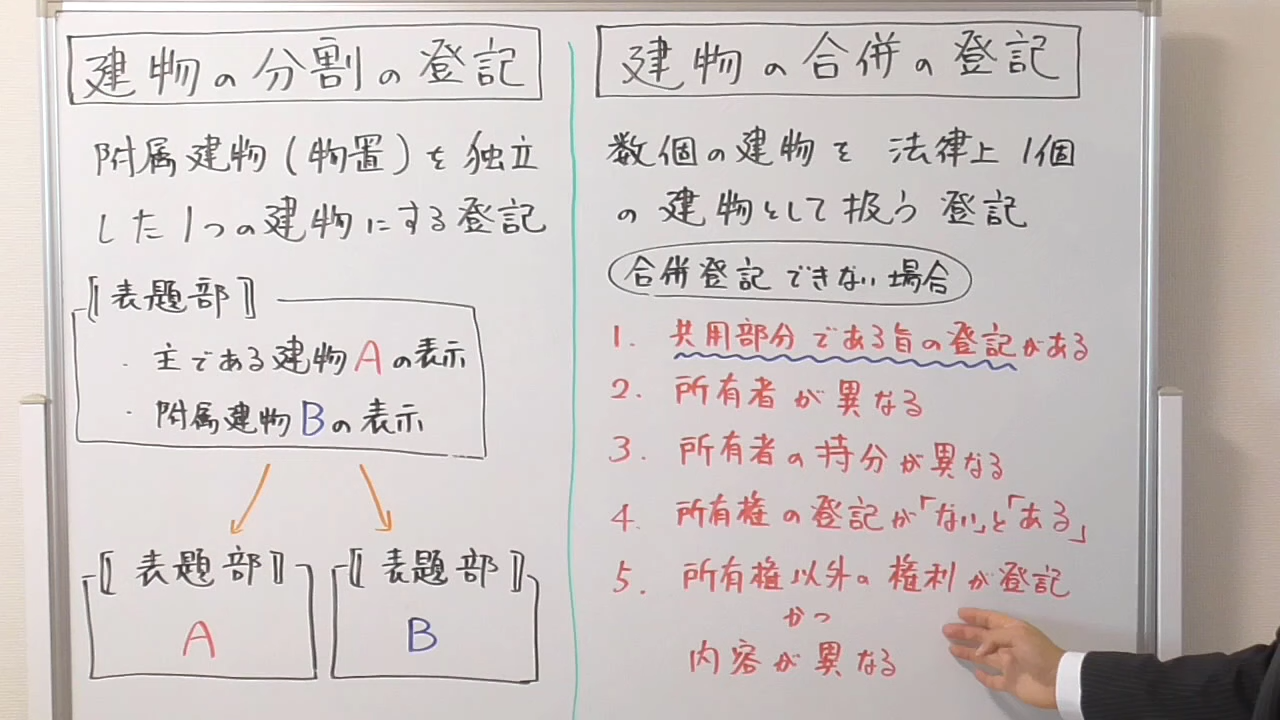 建物の分割の登記
附属建物(物置)を独立
した1つの建物にする登記
〚表題部〛
・主である建物Aの表示
・附属建物Bの表示
〚表題部〛
A
〚表題部〛
B
建物の合併の登記
数個の建物を法律上1個
の建物として扱う登記
合併登記できない場合
1. 共用部分である旨の登記がある
2. 所有者が異なる
3. 所有者の持分が異なる
4. 所有権の登記が「ない」と「ある」
5. 所有権以外の権利が登記
かつ
内容が異なる